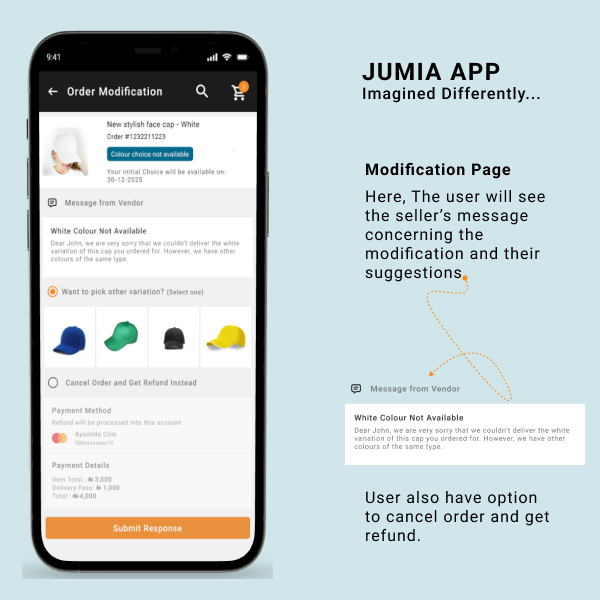 9:41
Order Modification
3
New stylish face cap - White
Order #1232211223
Colour choice not available
Your initial Choice will be available on:
30-12-2025
Message from Vendor
White Colour Not Available
Dear John, we are very sorry that we couldn't deliver the white
variation of this cap you ordered for. However, we have other
colours of the same type.
Want to pick other variation? (Select one)
Cancel Order and Get Refund Instead
Payment Method
Refund will be processed into this account
Ayomide Cole
Payment Details
Item Total : ₦ 3,000
Delivery Fees: ₦ 1,000
Total : ₦ 4,000
Submit Response
JUMIA APP
Imagined Differently...
Modification Page
Here, The user will see
the seller's message
concerning the
modification and their
suggestions.
Message from Vendor
White Colour Not Available
Dear John, we are very sorry that we couldn't deliver the white
variation of this cap you ordered for. However, we have other
colours of the same type.
User also have option
to cancel order and get
refund.